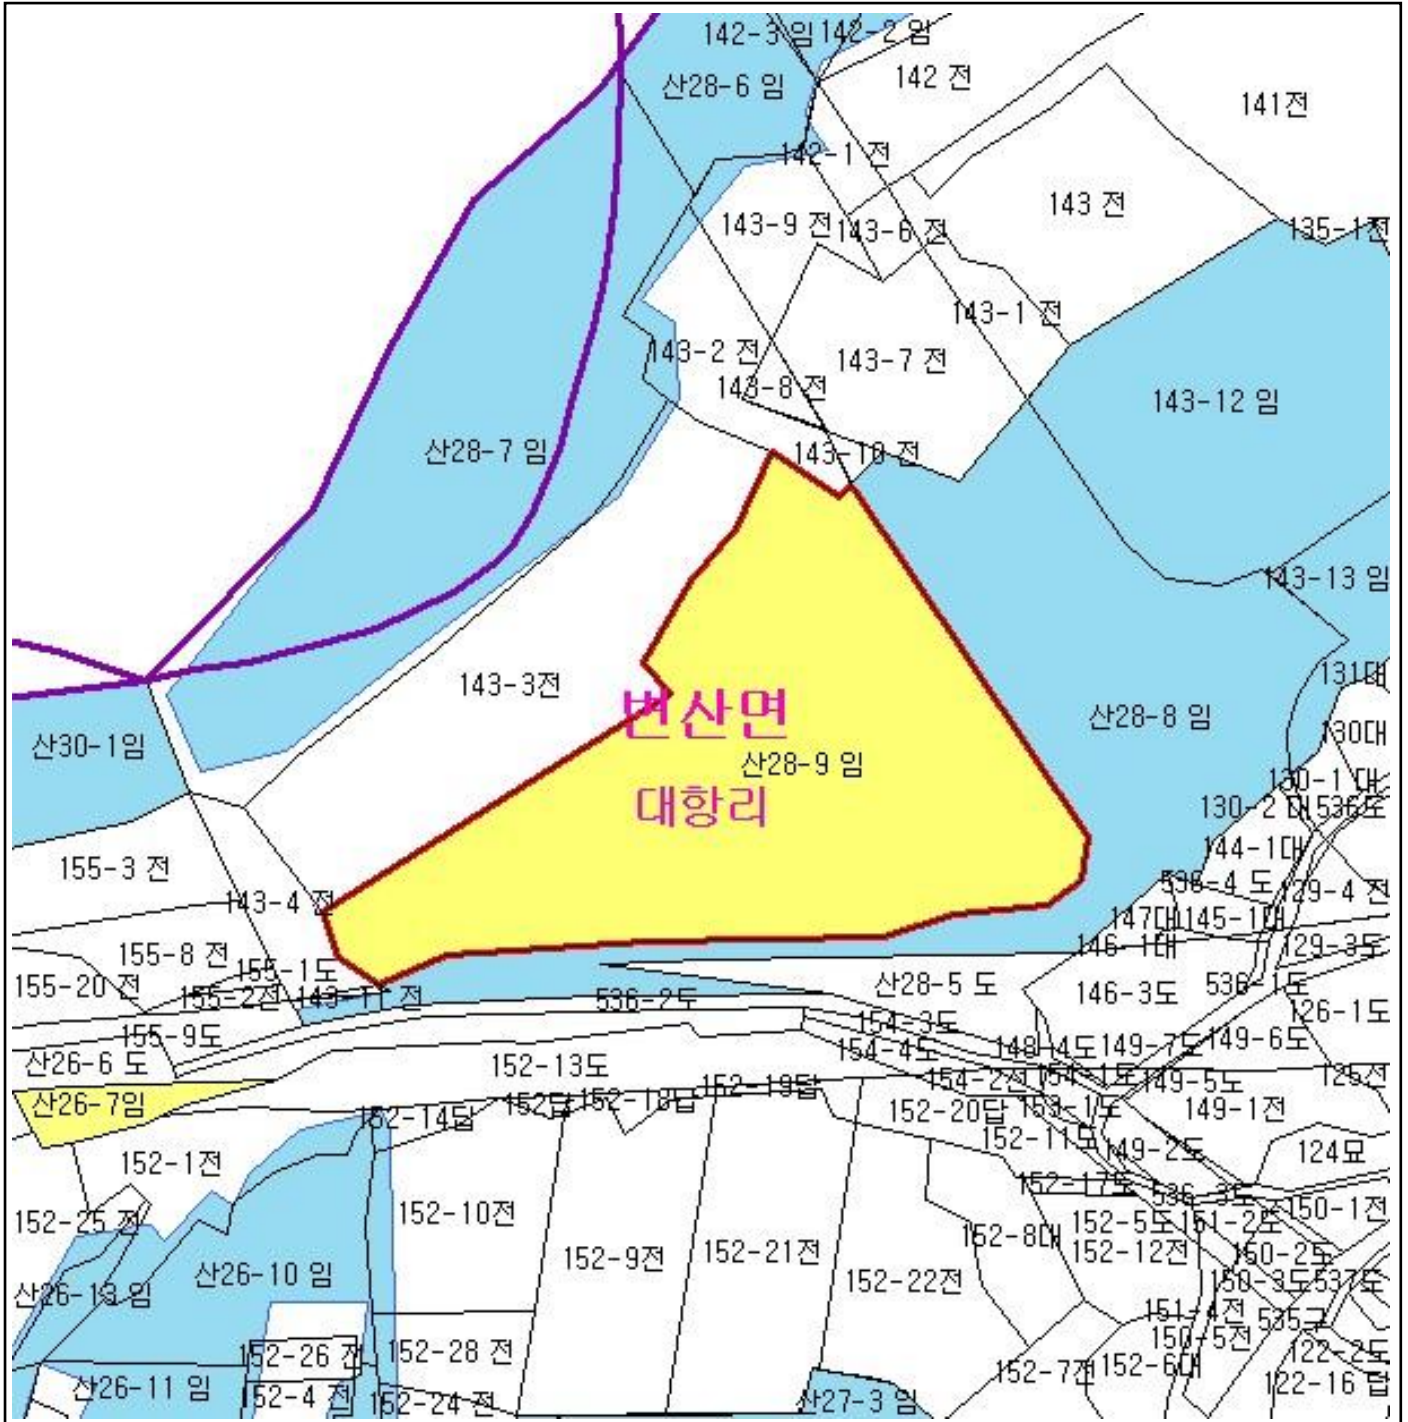 142-3 임
142-2 임
산28-6 임
142 전
141전
142-1 전
143 전
143-9 전
143-6 전
135-1전
143-1 전
143-2 전
143-7 전
143-8 전
143-12 임
산28-7 임
143-10 전
143-13 임
131대
143-3전
변산면
산28-8 임
130대
산30-1임
산28-9 임
130-1 대
대항리
130-2 대
536도
144-1대
155-3 전
536-4 도
129-4 전
143-4 전
147대
145-1대
146-1대
129-3도
155-8 전
155-1도
산28-5 도
536-1도
155-20 전
155-2전
143-11 전
536-2도
146-3도
126-1도
154-3도
155-9도
149-6도
148-14도
149-7도
154-4도
산26-6 도
152-13도
154-2전
154-1도
149-5도
125전
152-19답
152-18답
산26-7임
152답
152-14답
152-20답
153-1도
149-1전
152-11도
149-2도
124묘
152-1전
152-17도
536-3도
152-10전
152-25 전
152-5도
151-2도
150-1전
152-8대
152-9전
152-21전
152-12전
150-2도
산26-10 임
152-22전
150-3도
537도
산26-13 임
151-4전
535구
150-5전
152-26 전
152-28 전
122-2도
152-7전
152-6대
산26-11 임
122-16 답
152-4 전
152-24 전
산27-3 임